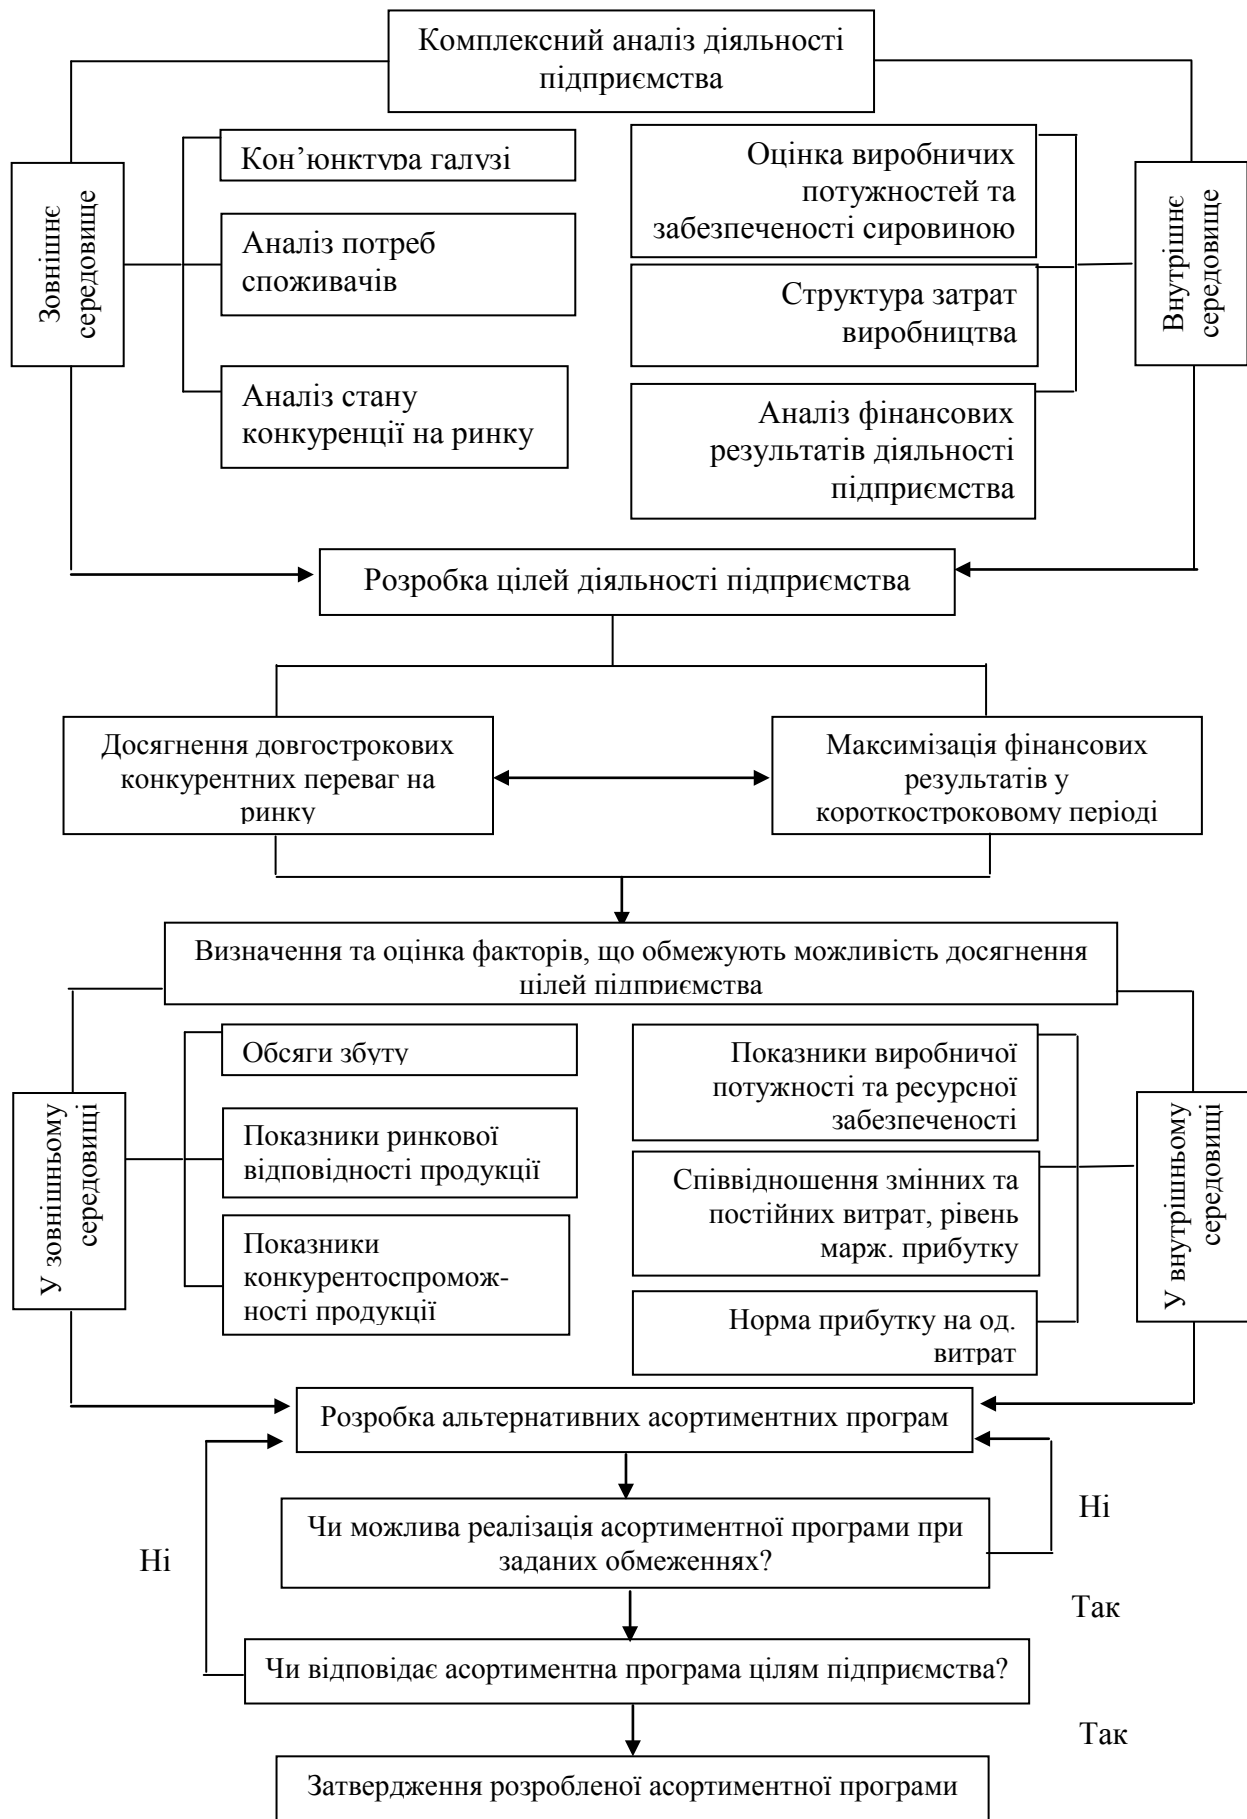 Комплексний аналіз діяльності
підприємства
Зовнішнє
середовище
Кон’юнктура галузі
Аналіз потреб
споживачів
Аналіз стану
конкуренції на ринку
Оцінка виробничих
потужностей та
забезпеченості сировиною
Структура затрат
виробництва
Аналіз фінансових
результатів діяльності
підприємства
Внутрішнє
середовище
Розробка цілей діяльності підприємства
Досягнення довгострокових
конкурентних переваг на
ринку
Максимізація фінансових
результатів у
короткостроковому періоді
Визначення та оцінка факторів, що обмежують можливість досягнення
цілей підприємства
У зовнішньому
середовищі
Обсяги збуту
Показники ринкової
відповідності продукції
Показники
конкурентоспромож-
ності продукції
Показники виробничої
потужності та ресурсної
забезпеченості
Співвідношення змінних та
постійних витрат, рівень
марж. прибутку
Норма прибутку на од.
витрат
У внутрішньому
середовищі
Розробка альтернативних асортиментних програм
Чи можлива реалізація асортиментної програми при
заданих обмеженнях?
Ні
Ні
Так
Чи відповідає асортиментна програма цілям підприємства?
Так
Затвердження розробленої асортиментної програми